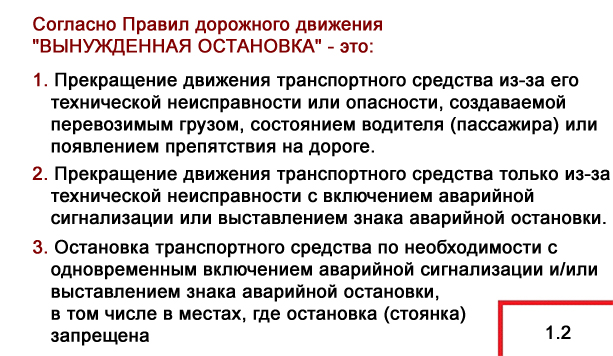 Согласно Правил дорожного движения
"ВЫНУЖДЕННАЯ ОСТАНОВКА" - это:
1. Прекращение движения транспортного средства из-за его
технической неисправности или опасности, создаваемой
перевозимым грузом, состоянием водителя (пассажира) или
появлением препятствия на дороге.
2. Прекращение движения транспортного средства только из-за
технической неисправности с включением аварийной
сигнализации или выставлением знака аварийной остановки.
3. Остановка транспортного средства по необходимости с
одновременным включением аварийной сигнализации и/или
выставлением знака аварийной остановки,
в том числе в местах, где остановка (стоянка)
запрещена
1.2